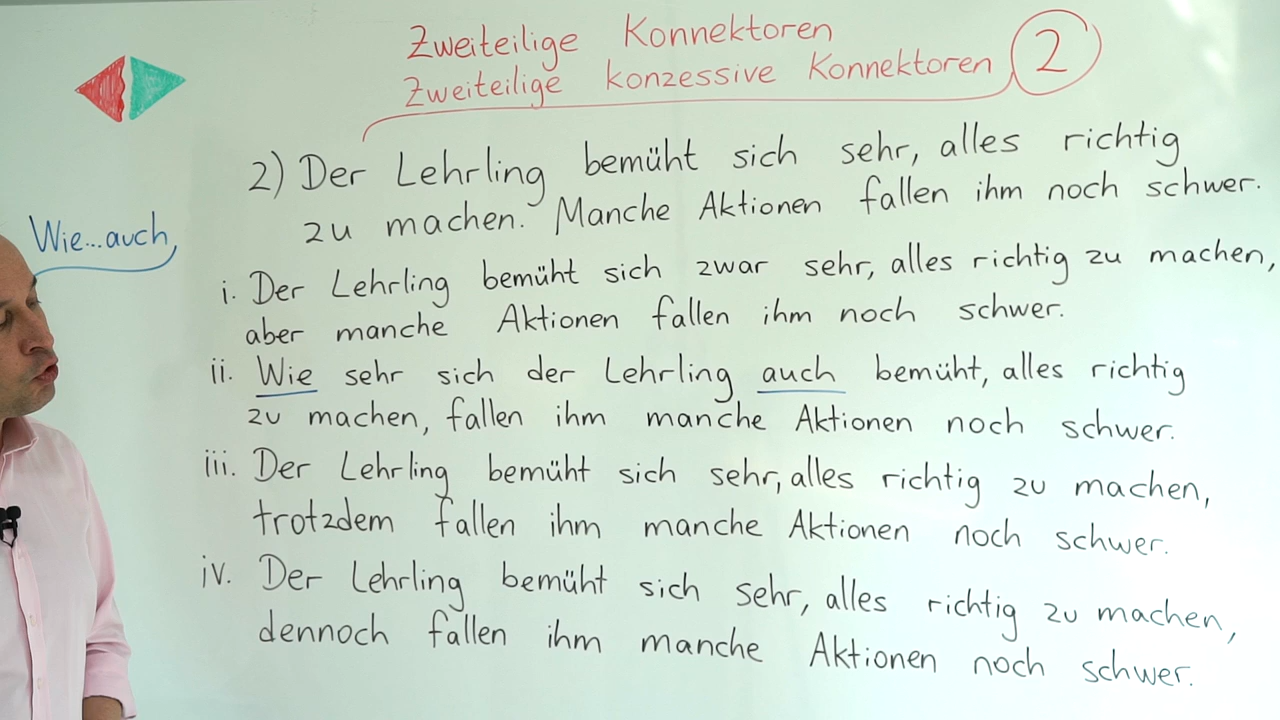 Zweiteilige Konnektoren
Zweiteilige konzessive Konnektoren 2
2) Der Lehrling bemüht sich sehr, alles richtig
zu machen. Manche Aktionen fallen ihm noch schwer.
Wie...auch,
i. Der Lehrling bemüht sich zwar sehr, alles richtig zu machen,
aber manche Aktionen fallen ihm noch schwer.
ii. Wie sehr sich der Lehrling auch bemüht, alles richtig
zu machen, fallen ihm manche Aktionen noch schwer.
iii. Der Lehrling bemüht sich sehr, alles richtig zu machen,
trotzdem fallen ihm manche Aktionen noch schwer.
iv. Der Lehrling bemüht sich sehr, alles richtig zu machen,
dennoch fallen ihm manche Aktionen noch schwer.